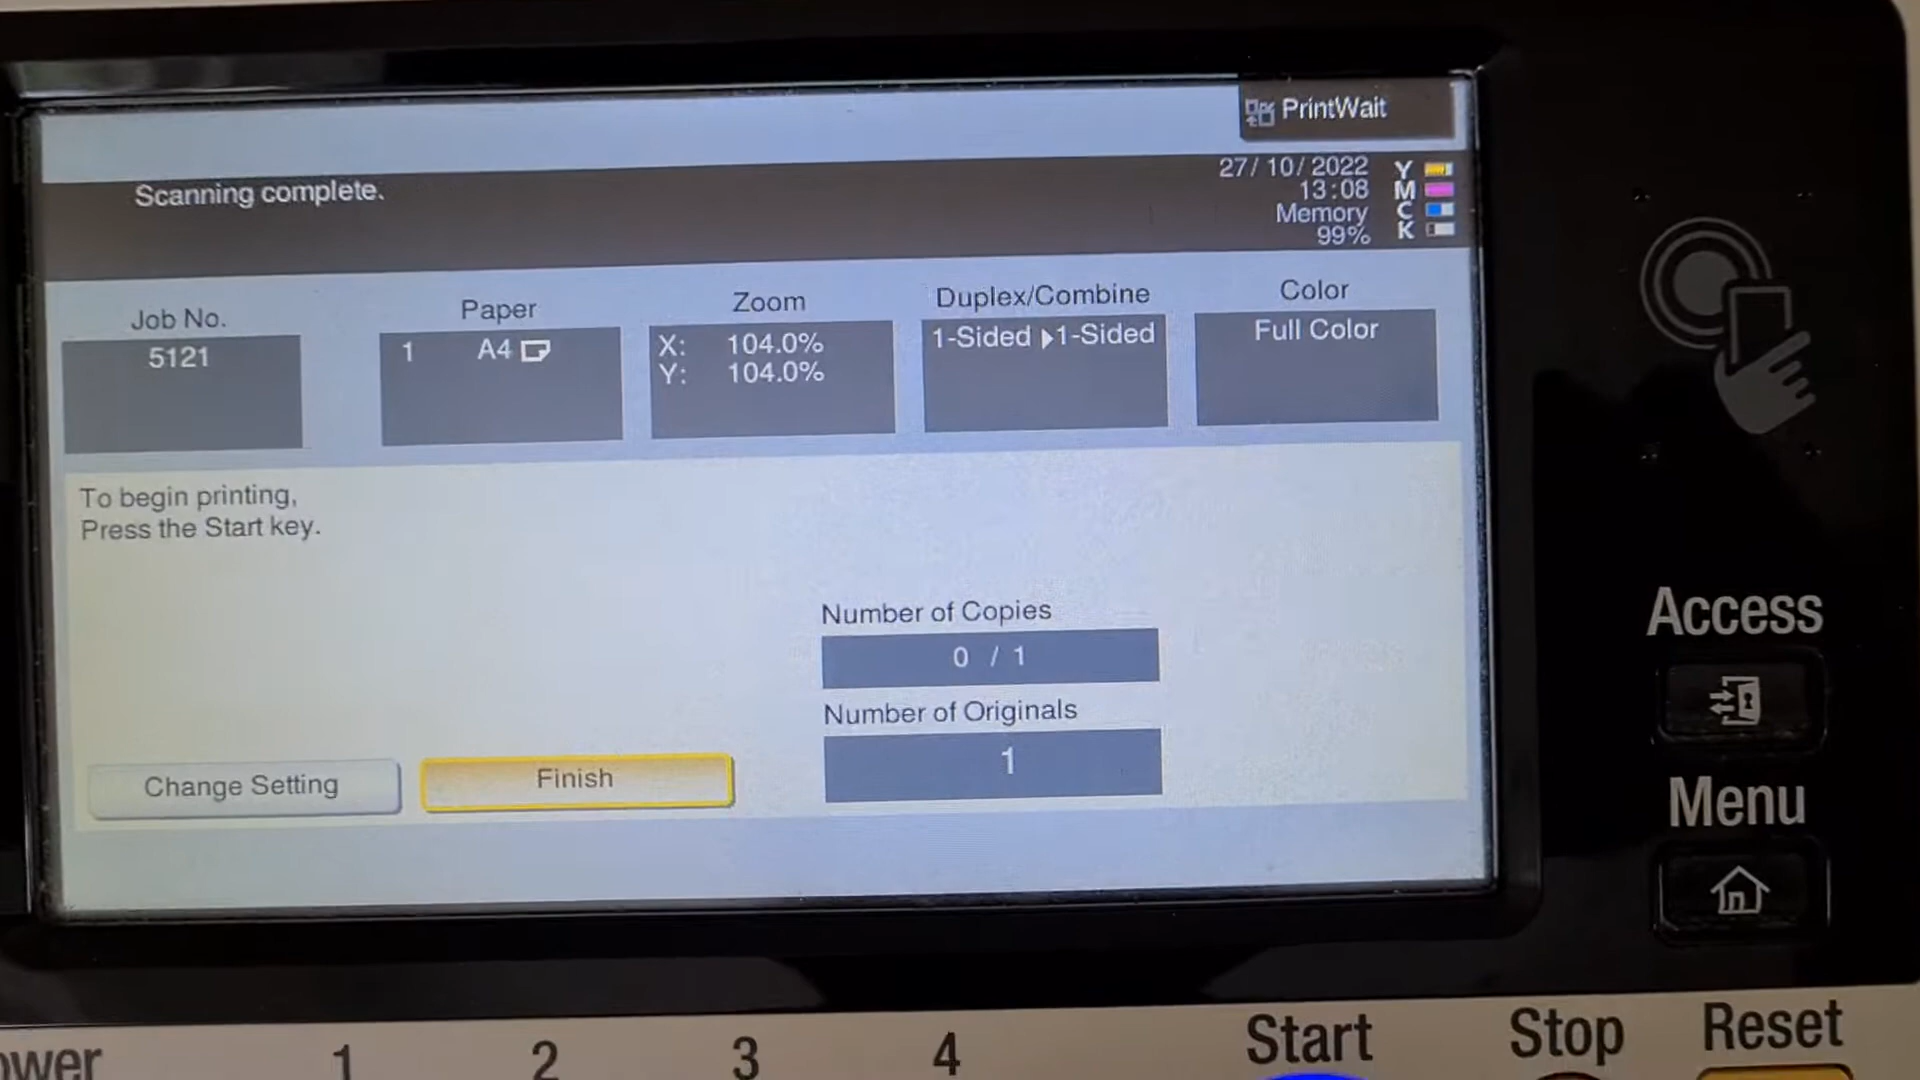 PrintWait
Scanning complete.
27/10/2022
13:08
Memory
99%
Y
M
C
K
Job No.
5121
Paper
1 A4
Zoom
X: 104.0%
Y: 104.0%
Duplex/Combine
1-Sided ▶1-Sided
Color
Full Color
To begin printing,
Press the Start key.
Number of Copies
0 / 1
Number of Originals
1
Change Setting
Finish
Access
Menu
1 2 3 4 Start Stop Reset